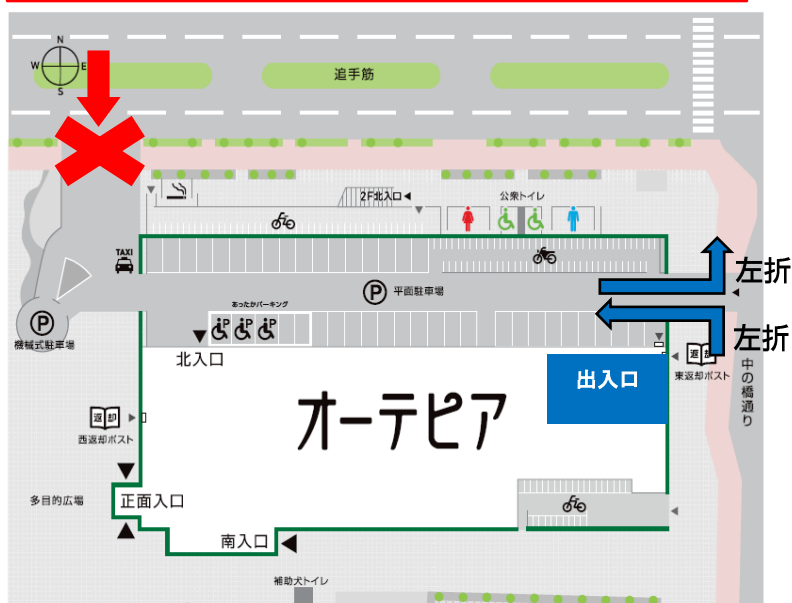 N
W E
S
追手筋
2F北入口◀
公衆トイレ
TAXI
あったかパーキング
P 平面駐車場
左折
P
機械式駐車場
P P P
左折
北入口
返却
東返却ポスト
中の橋通り
出入口
オーテピア
返却
西返却ポスト
多目的広場
正面入口
南入口
補助犬トイレ